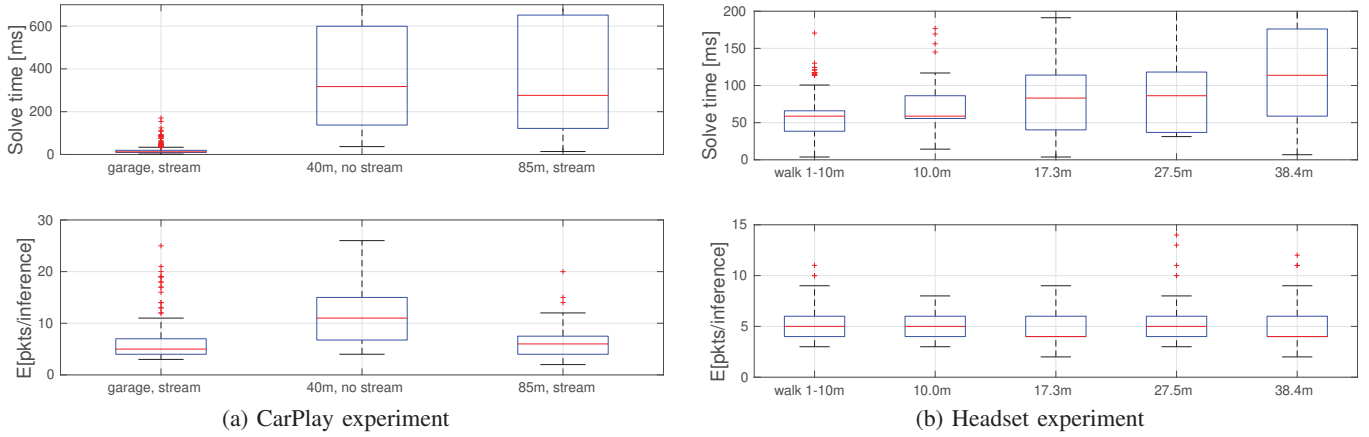 Solve time [ms]
600
400
200
0
garage, stream 40m, no stream 85m, stream
E[pkts/inference]
30
20
10
0
garage, stream 40m, no stream 85m, stream
(a) CarPlay experiment
Solve time [ms]
200
150
100
50
0
walk 1-10m 10.0m 17.3m 27.5m 38.4m
E[pkts/inference]
15
10
5
0
walk 1-10m 10.0m 17.3m 27.5m 38.4m
(b) Headset experiment